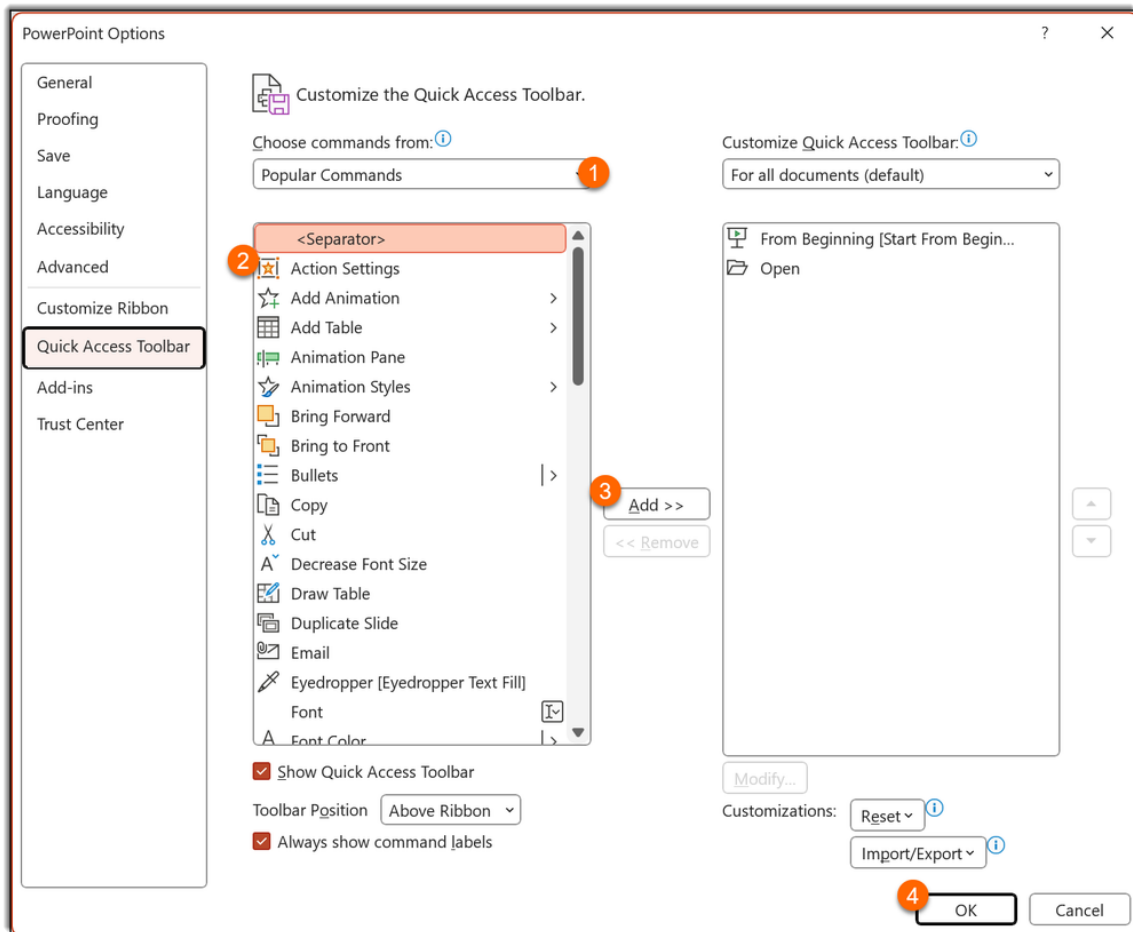 PowerPoint Options
?
General
Proofing
Save
Language
Accessibility
Advanced
Customize Ribbon
Quick Access Toolbar
Add-ins
Trust Center
Customize the Quick Access Toolbar.
Choose commands from:
Popular Commands
1
<Separator>
2
Action Settings
Add Animation
Add Table
Animation Pane
Animation Styles
Bring Forward
Bring to Front
Bullets
Copy
Cut
Decrease Font Size
Draw Table
Duplicate Slide
Email
Eyedropper [Eyedropper Text Fill]
Font
Font Color
Show Quick Access Toolbar
Toolbar Position Above Ribbon
Always show command labels
3
Add >>
<< Remove
Customize Quick Access Toolbar:
For all documents (default)
From Beginning [Start From Begin...
Open
Modify...
Customizations: Reset
Import/Export
4
OK
Cancel